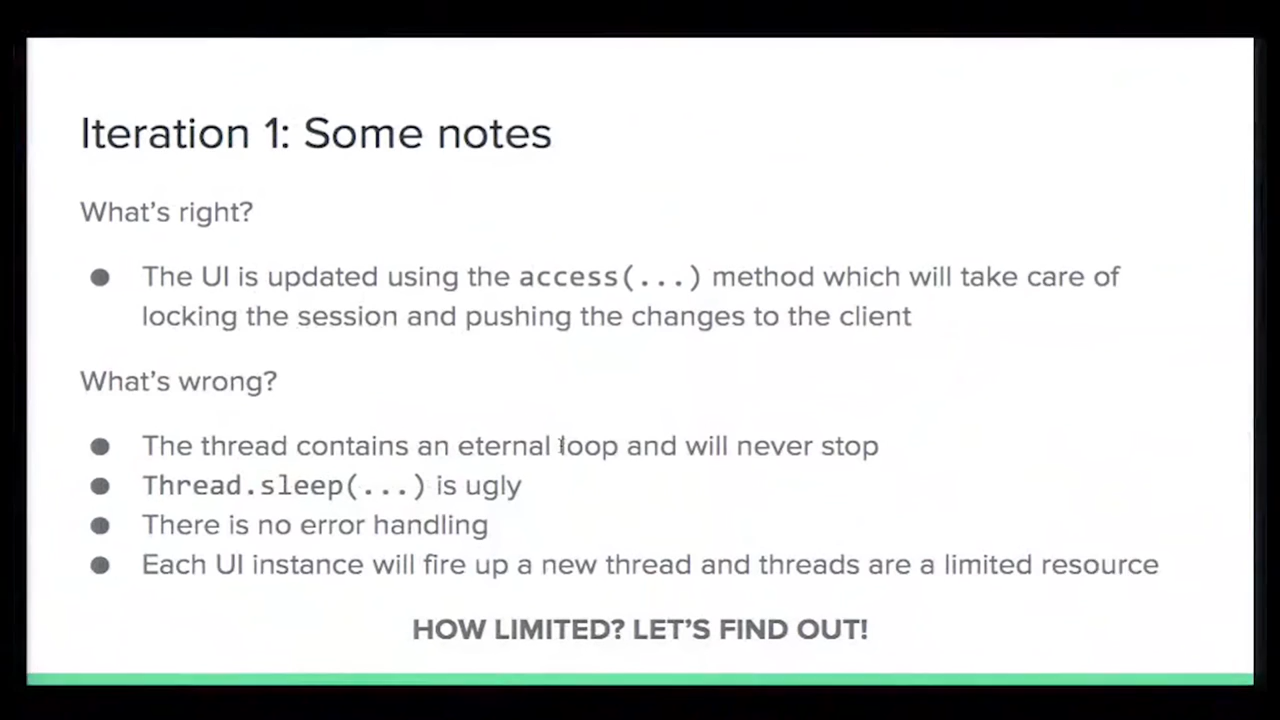 Iteration 1: Some notes
What's right?
● The UI is updated using the access(...) method which will take care of
locking the session and pushing the changes to the client
What's wrong?
● The thread contains an eternal loop and will never stop
● Thread.sleep(...) is ugly
● There is no error handling
● Each UI instance will fire up a new thread and threads are a limited resource
HOW LIMITED? LET'S FIND OUT!